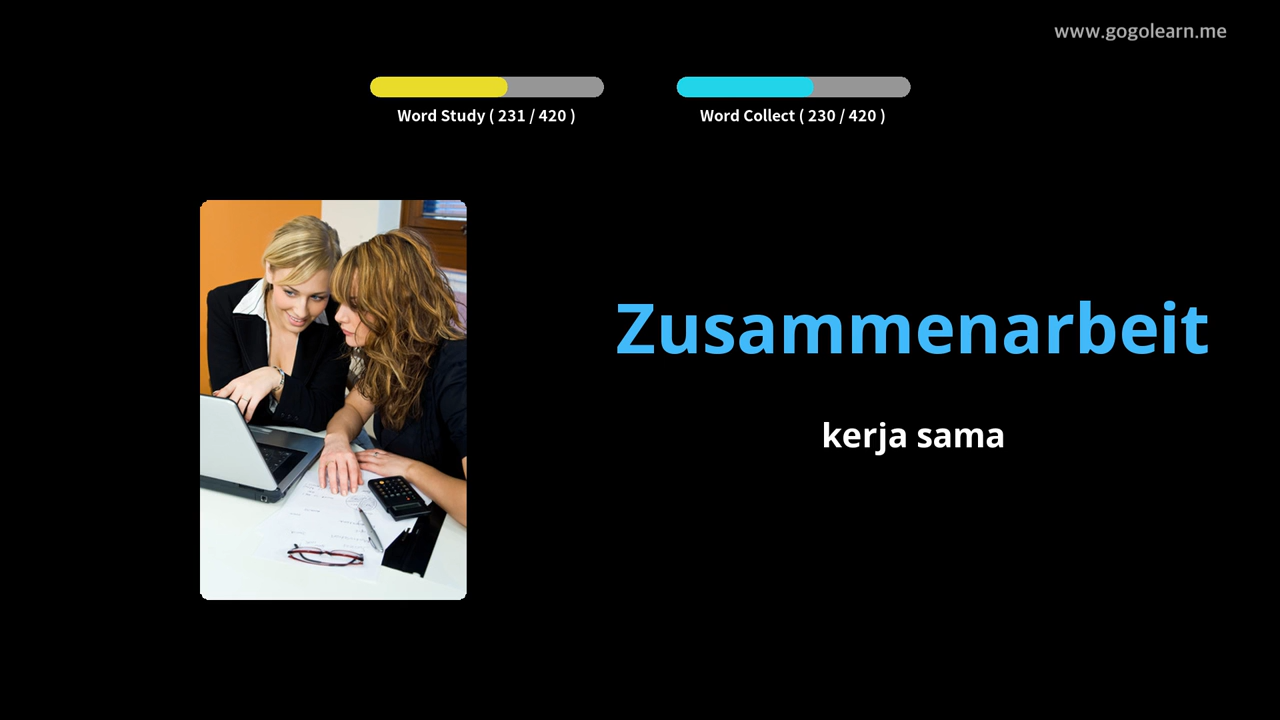 www.gogolearn.me
Word Study ( 231 / 420 )
Word Collect ( 230 / 420 )
Zusammenarbeit
kerja sama